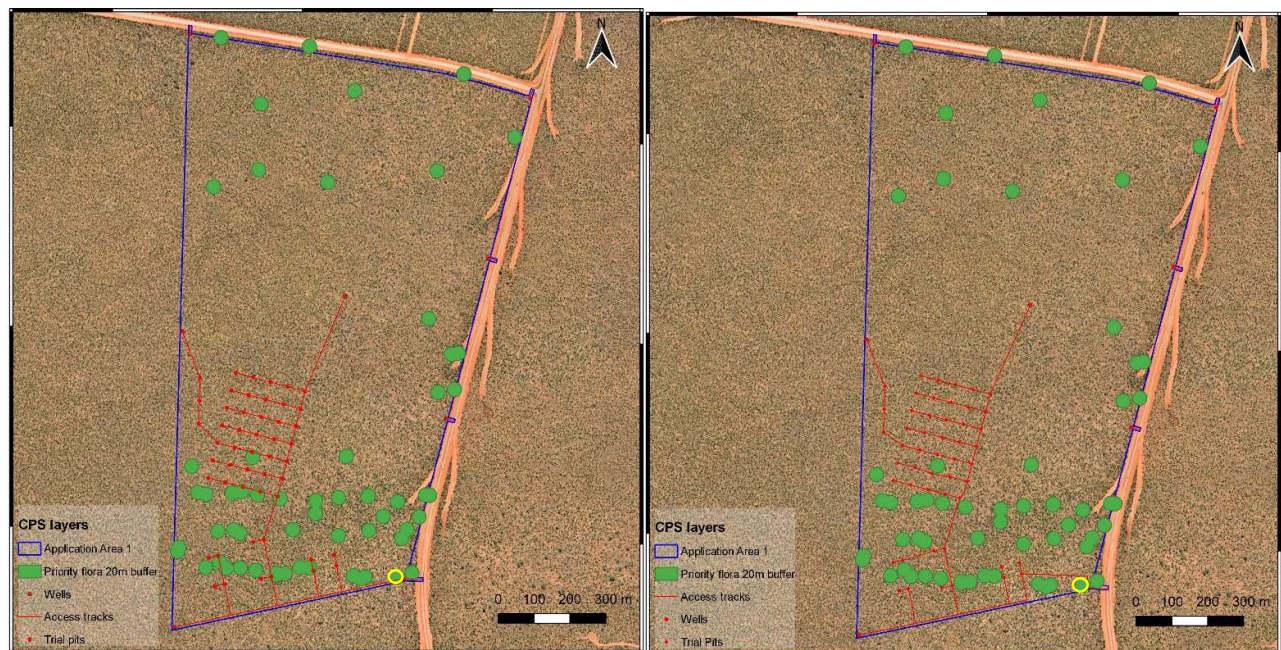 N
CPS layers
Application Area 1
Priority flora 20m buffer
Wells
Access tracks
Trial pits
0 100 200 300 m
N
CPS layers
Application Area 1
Priority flora 20m buffer
Access tracks
Wells
Trial Pits
0 100 200 300 m